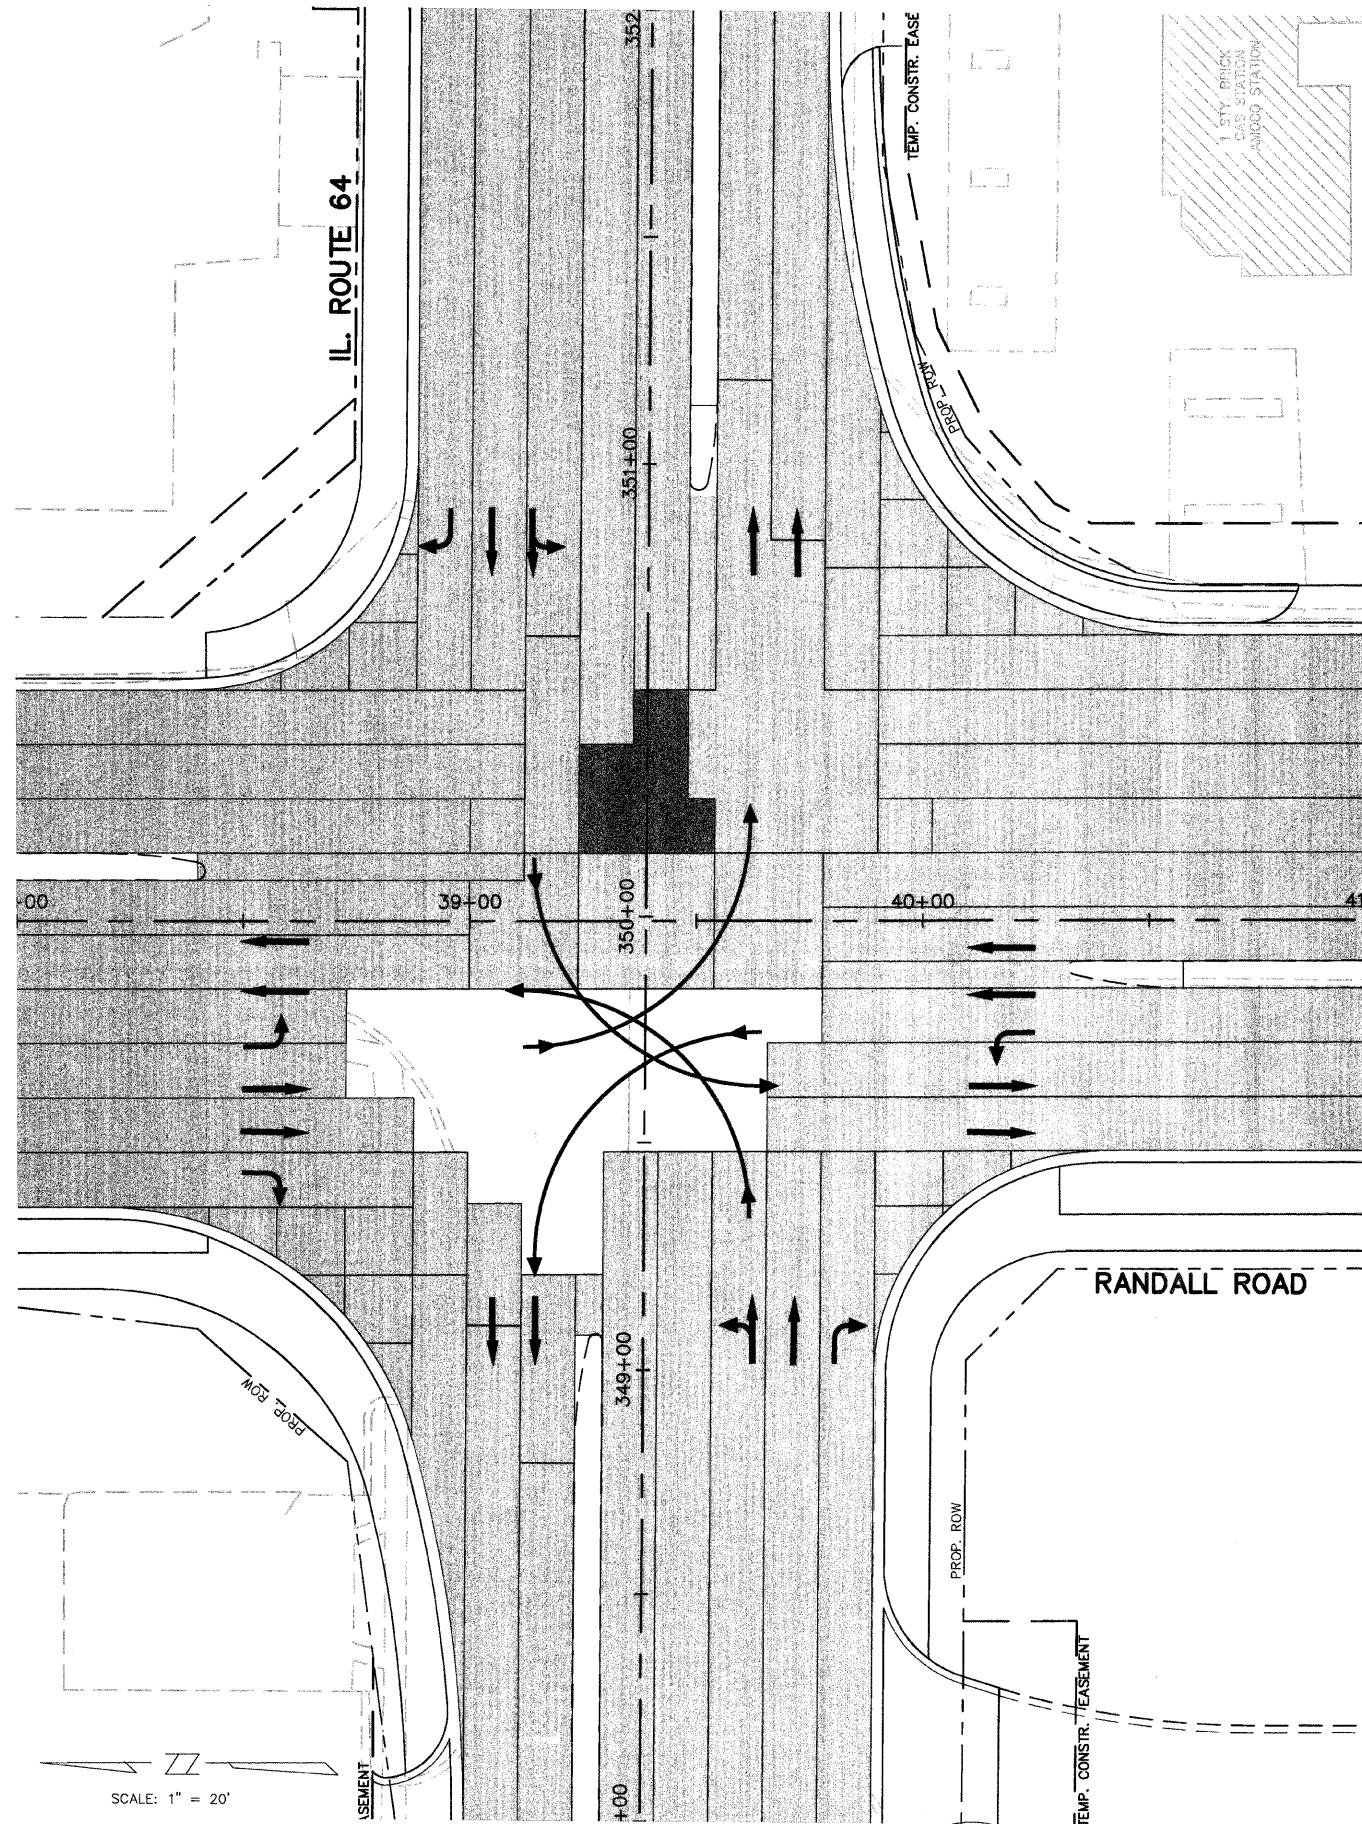 352
TEMP. CONSTR. EASE
1 STY. BRICK
GAS STATION
AMOCO STATION
IL. ROUTE 64
PROP. ROW
351+00
+00
39+00
350+00
40+00
41
RANDALL ROAD
349+00
PROP. ROW
PROP. ROW
TEMP. CONSTR. EASEMENT
ASEMENT
+00
SCALE: 1" = 20'